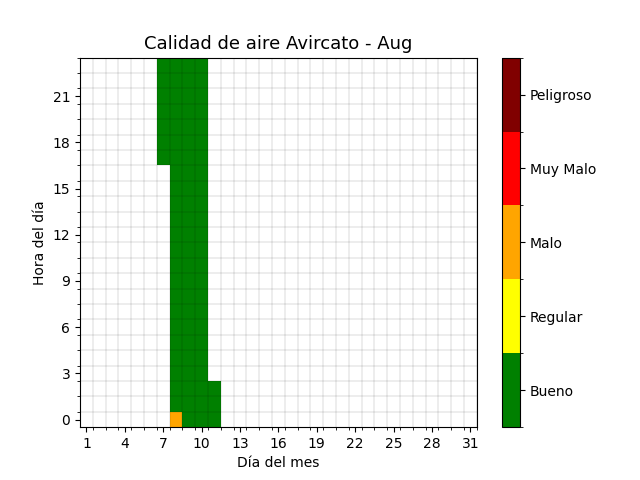 Calidad de aire Avircato - Aug
Hora del día
21
18
15
12
9
6
3
0
1 4 7 10 13 16 19 22 25 28 31
Día del mes
Peligroso
Muy Malo
Malo
Regular
Bueno